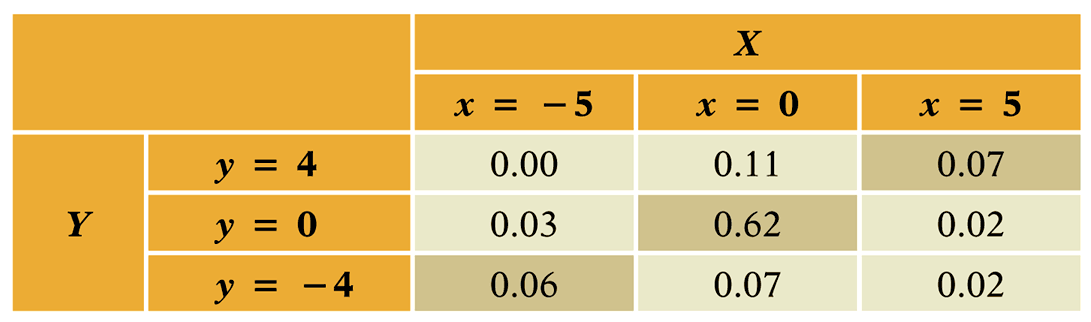 X
x = −5 x = 0 x = 5
y = 4 0.00 0.11 0.07
Y y = 0 0.03 0.62 0.02
y = −4 0.06 0.07 0.02